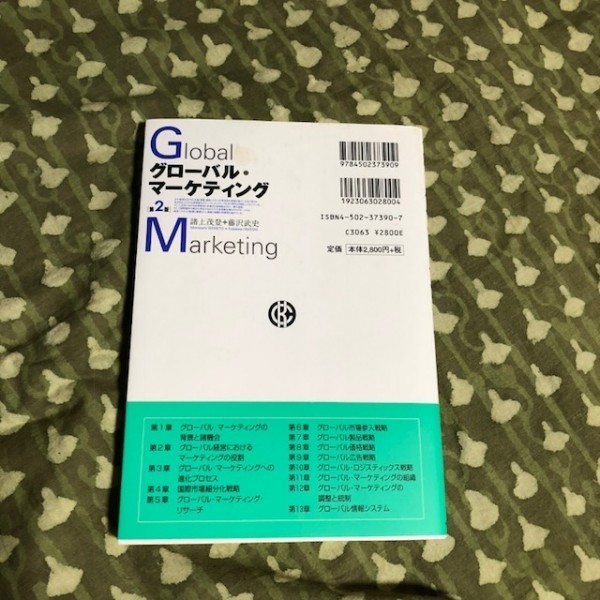 Global
グローバル・
マーケティング
[第2版]
諸上茂登+藤沢武史
Marketing
9784502373909
1923063028004
ISBN4-502-37390-7
C3063 ¥2800E
定価 本体2,800円+税
第1章 グローバル・マーケティングの
背景と諸機会
第2章 グローバル経営における
マーケティングの役割
第3章 グローバル・マーケティングへの
進化プロセス
第4章 国際市場細分化戦略
第5章 グローバル・マーケティング・
リサーチ
第6章 グローバル市場参入戦略
第7章 グローバル製品戦略
第8章 グローバル価格戦略
第9章 グローバル広告戦略
第10章 グローバル・ロジスティックス戦略
第11章 グローバル・マーケティングの組織
第12章 グローバル・マーケティングの
調整と統制
第13章 グローバル情報システム